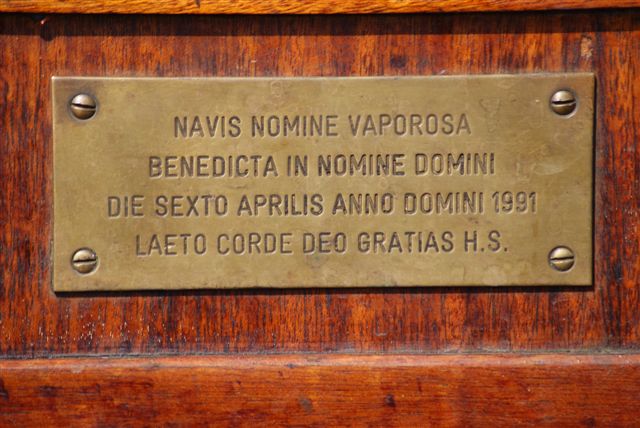 NAVIS NOMINE VAPOROSA
BENEDICTA IN NOMINE DOMINI
DIE SEXTO APRILIS ANNO DOMINI 1991
LAETO CORDE DEO GRATIAS H.S.